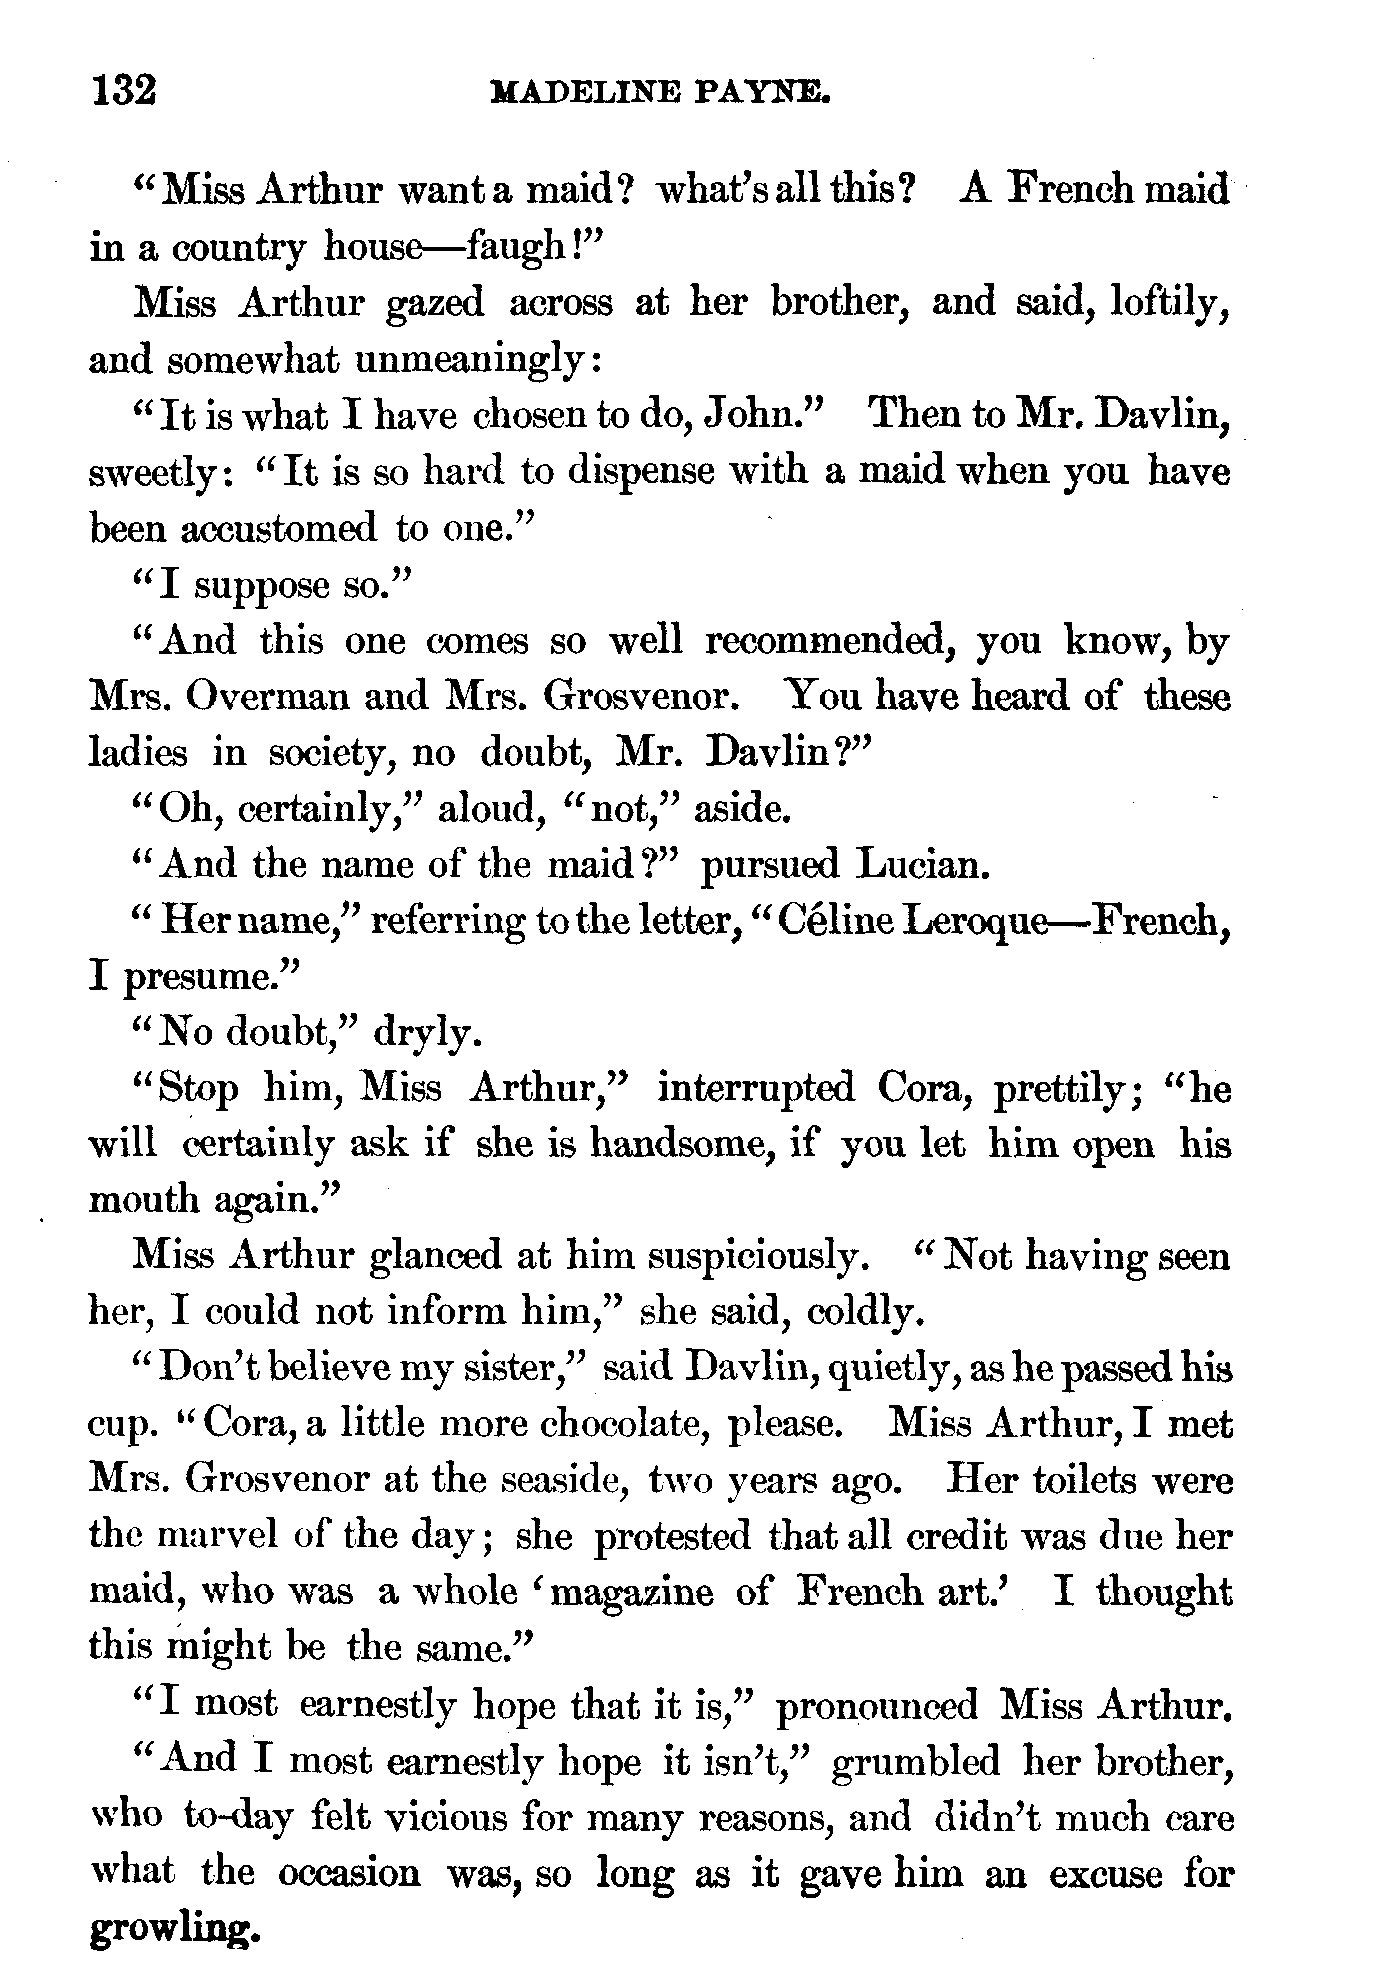 132 MADELINE PAYNE.
“Miss Arthur want a maid? what’s all this? A French maid
in a country house—faugh!”
Miss Arthur gazed across at her brother, and said, loftily,
and somewhat unmeaningly:
“It is what I have chosen to do, John.” Then to Mr. Davlin,
sweetly: “It is so hard to dispense with a maid when you have
been accustomed to one.”
“I suppose so.”
“And this one comes so well recommended, you know, by
Mrs. Overman and Mrs. Grosvenor. You have heard of these
ladies in society, no doubt, Mr. Davlin?”
“Oh, certainly,” aloud, “not,” aside.
“And the name of the maid?” pursued Lucian.
“Her name,” referring to the letter, “Céline Leroque—French,
I presume.”
“No doubt,” dryly.
“Stop him, Miss Arthur,” interrupted Cora, prettily; “he
will certainly ask if she is handsome, if you let him open his
mouth again.”
Miss Arthur glanced at him suspiciously. “Not having seen
her, I could not inform him,” she said, coldly.
“Don’t believe my sister,” said Davlin, quietly, as he passed his
cup. “Cora, a little more chocolate, please. Miss Arthur, I met
Mrs. Grosvenor at the seaside, two years ago. Her toilets were
the marvel of the day; she protested that all credit was due her
maid, who was a whole ‘magazine of French art.’ I thought
this might be the same.”
“I most earnestly hope that it is,” pronounced Miss Arthur.
“And I most earnestly hope it isn’t,” grumbled her brother,
who to-day felt vicious for many reasons, and didn’t much care
what the occasion was, so long as it gave him an excuse for
growling.